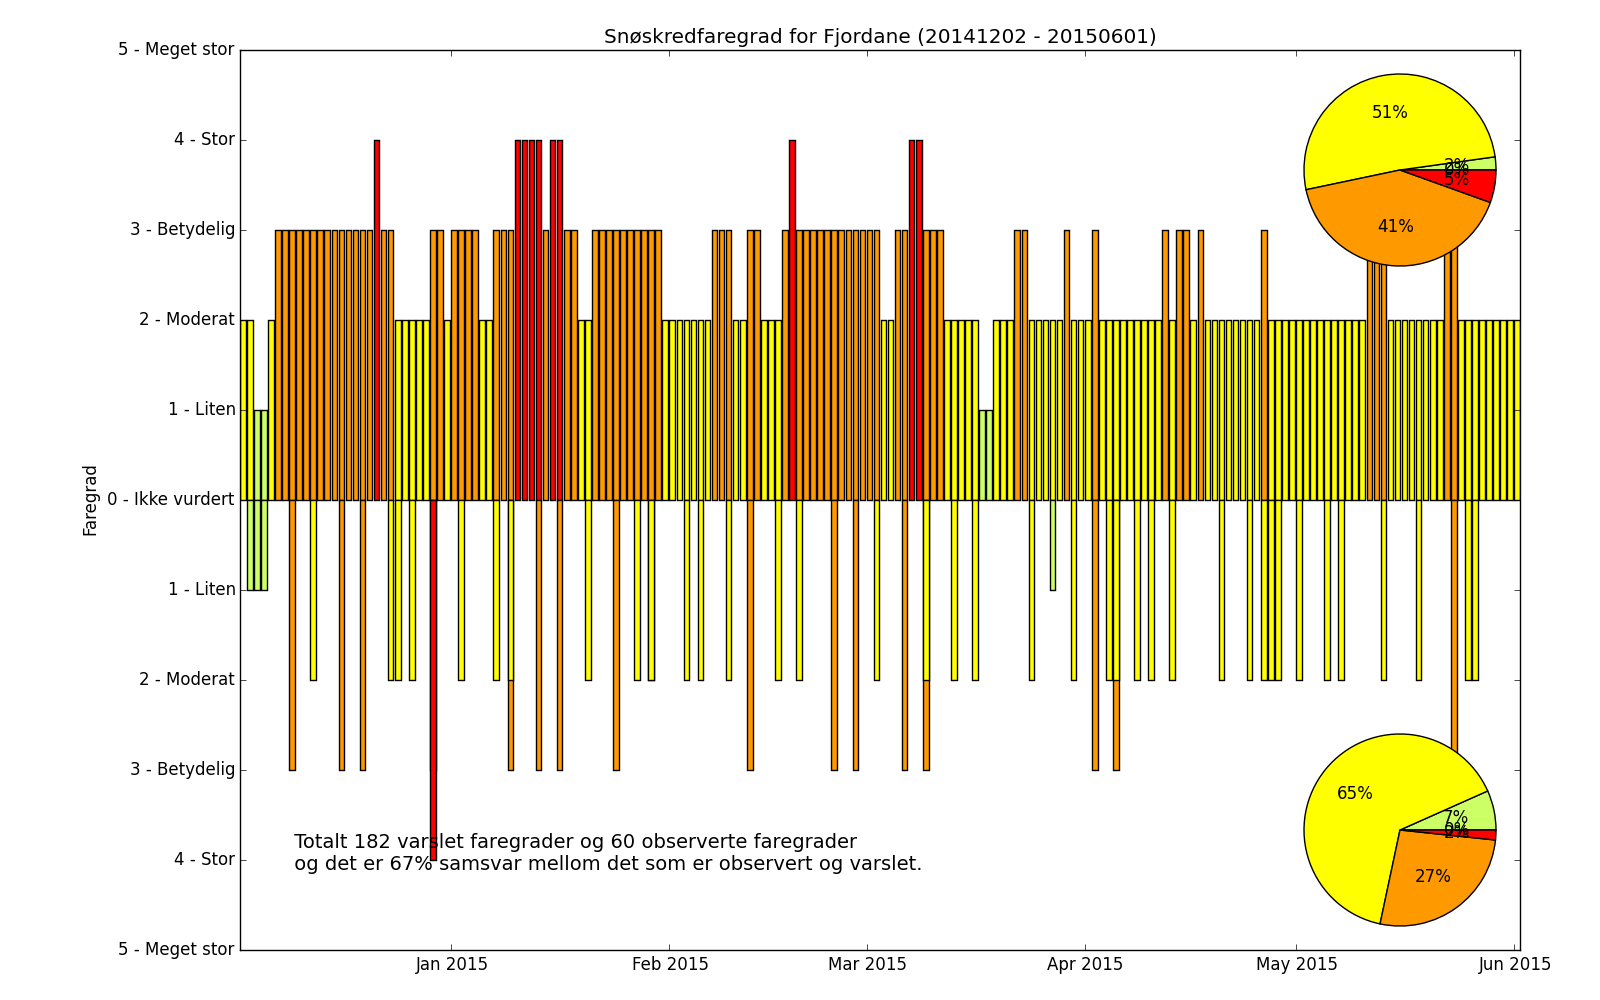 Snøskredfaregrad for Fjordane (20141202 - 20150601)
Faregrad
5 - Meget stor
4 - Stor
3 - Betydelig
2 - Moderat
1 - Liten
0 - Ikke vurdert
1 - Liten
2 - Moderat
3 - Betydelig
4 - Stor
5 - Meget stor
51%
41%
5%
65%
7%
27%
Totalt 182 varslet faregrader og 60 observerte faregrader
og det er 67% samsvar mellom det som er observert og varslet.
Jan 2015
Feb 2015
Mar 2015
Apr 2015
May 2015
Jun 2015